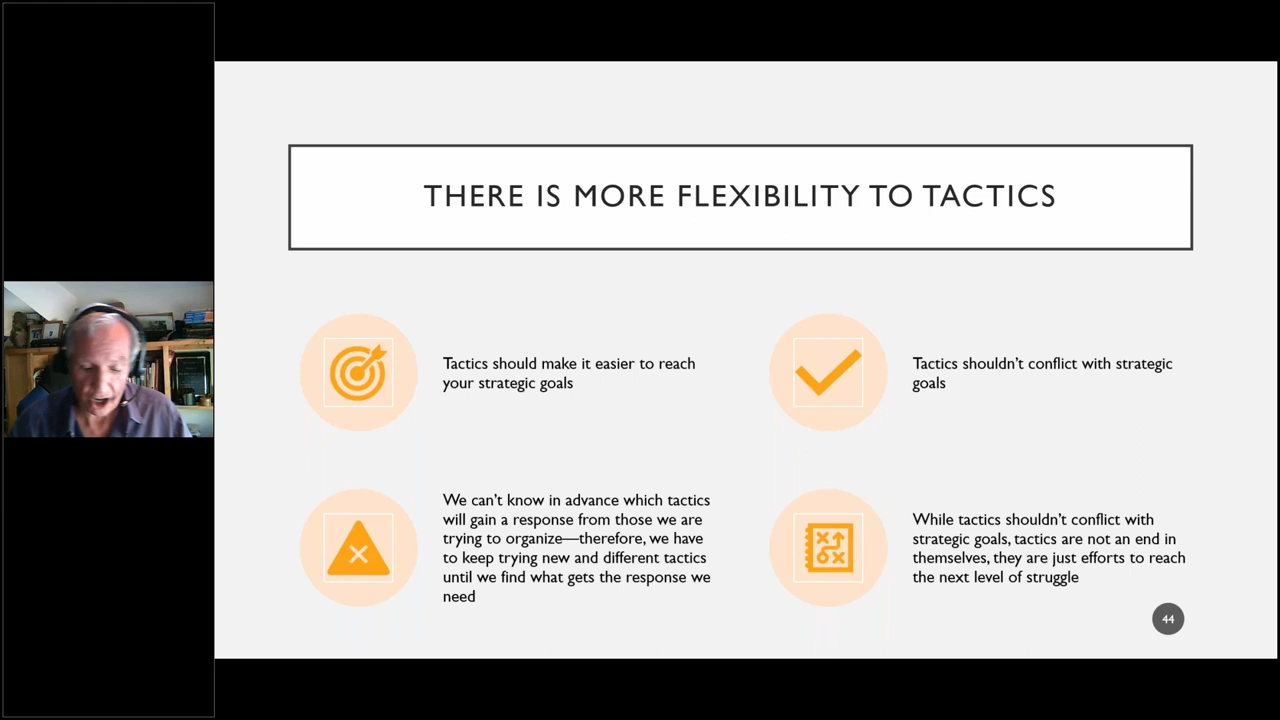 THERE IS MORE FLEXIBILITY TO TACTICS
Tactics should make it easier to reach
your strategic goals
Tactics shouldn't conflict with strategic
goals
We can't know in advance which tactics
will gain a response from those we are
trying to organize—therefore, we have
to keep trying new and different tactics
until we find what gets the response we
need
While tactics shouldn't conflict with
strategic goals, tactics are not an end in
themselves, they are just efforts to reach
the next level of struggle
44